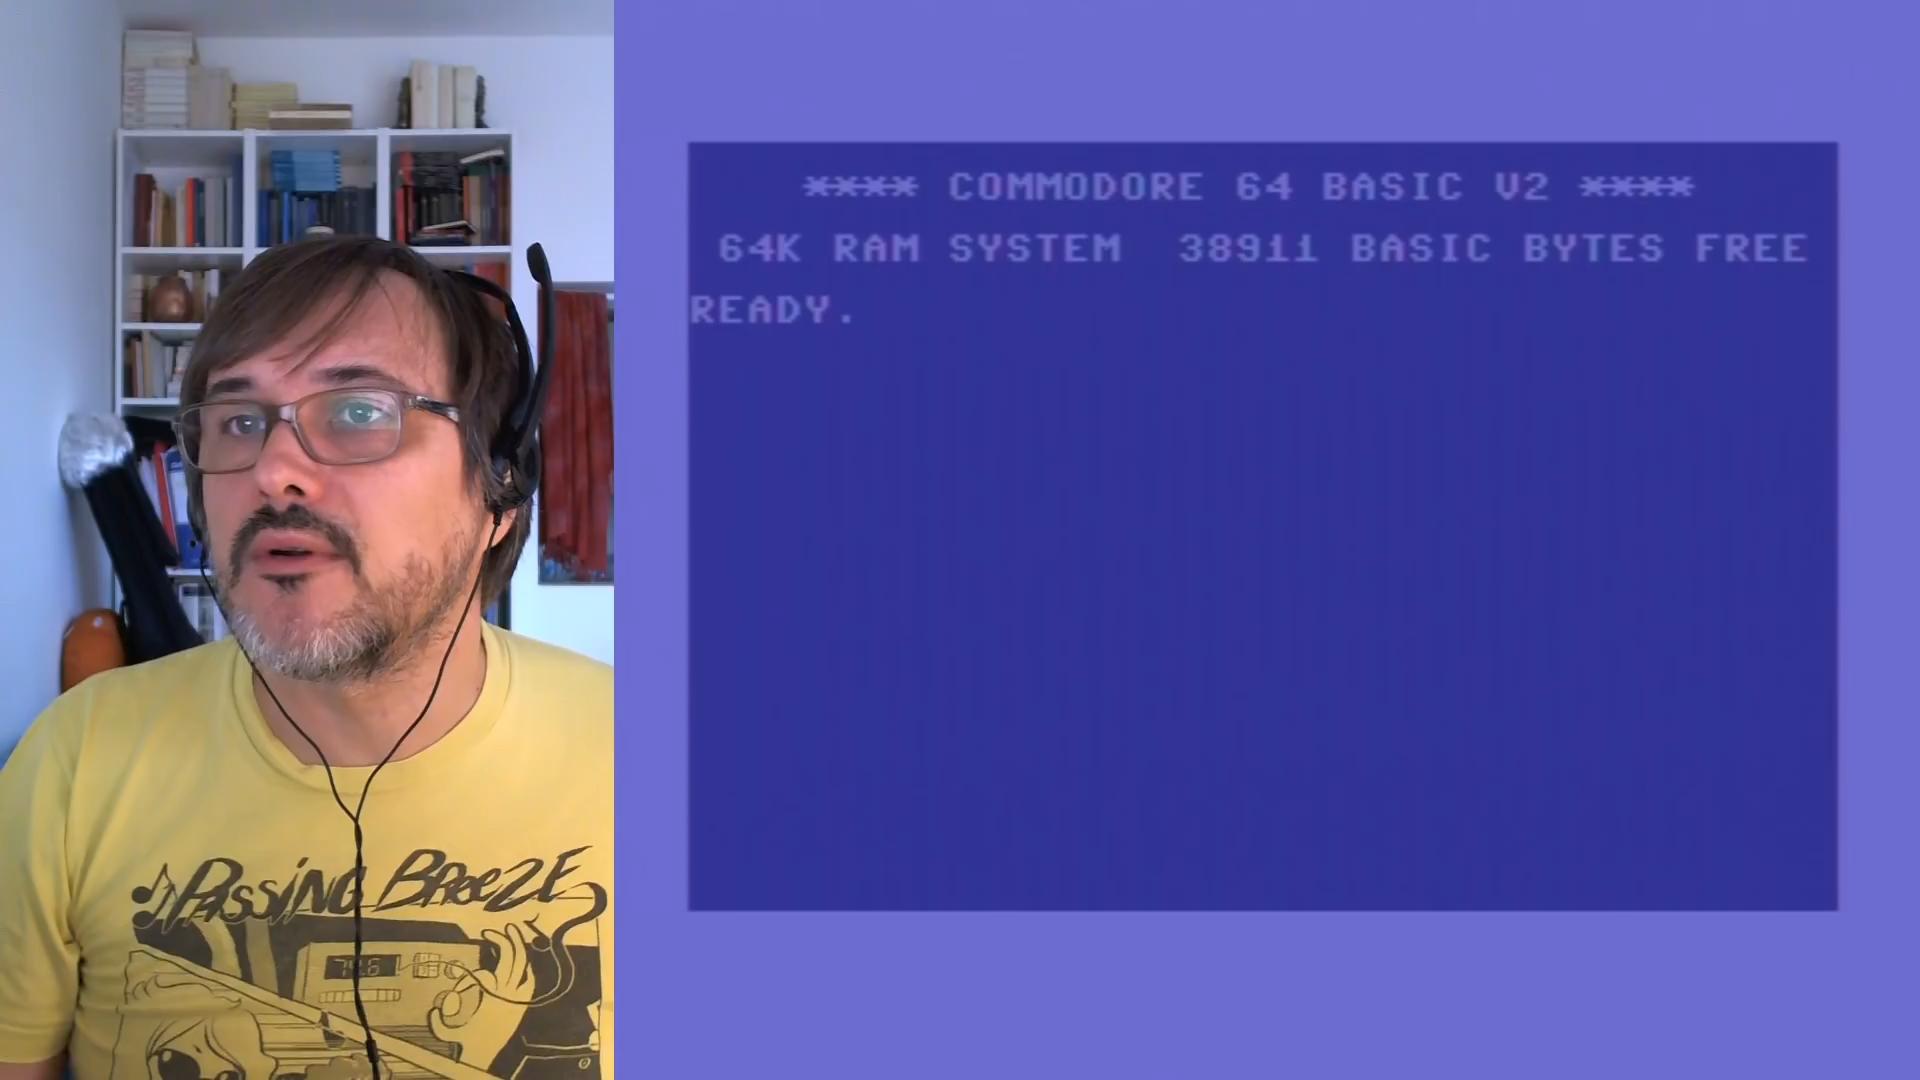 **** COMMODORE 64 BASIC V2 ****
64K RAM SYSTEM  38911 BASIC BYTES FREE
READY.
PASSING BREEZE